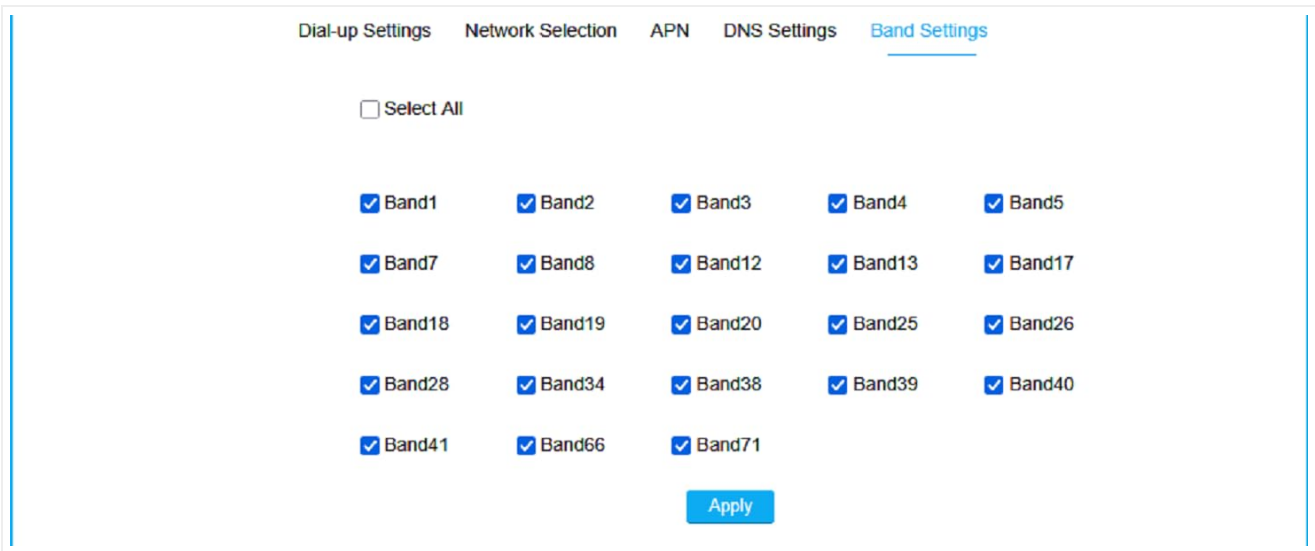 Dial-up Settings Network Selection APN DNS Settings Band Settings
Select All
Band1 Band2 Band3 Band4 Band5
Band7 Band8 Band12 Band13 Band17
Band18 Band19 Band20 Band25 Band26
Band28 Band34 Band38 Band39 Band40
Band41 Band66 Band71
Apply